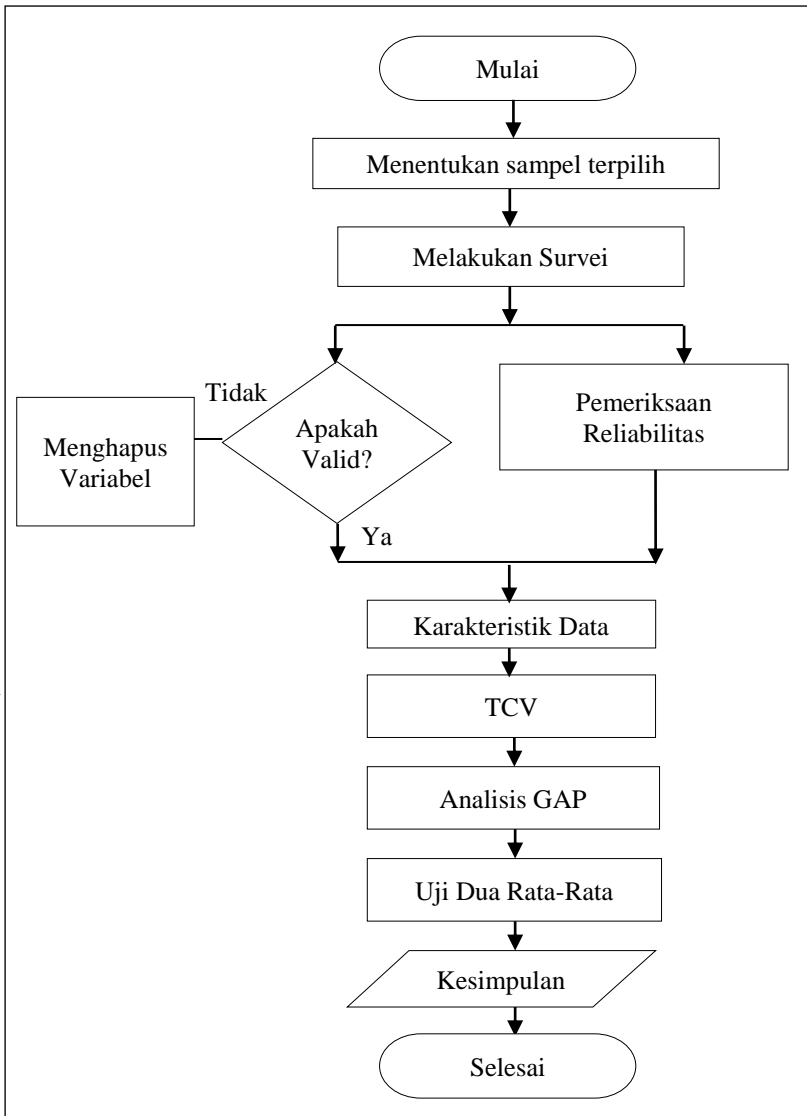 Mulai
Menentukan sampel terpilih
Melakukan Survei
Tidak
Apakah
Valid?
Menghapus
Variabel
Pemeriksaan
Reliabilitas
Ya
Karakteristik Data
TCV
Analisis GAP
Uji Dua Rata-Rata
Kesimpulan
Selesai